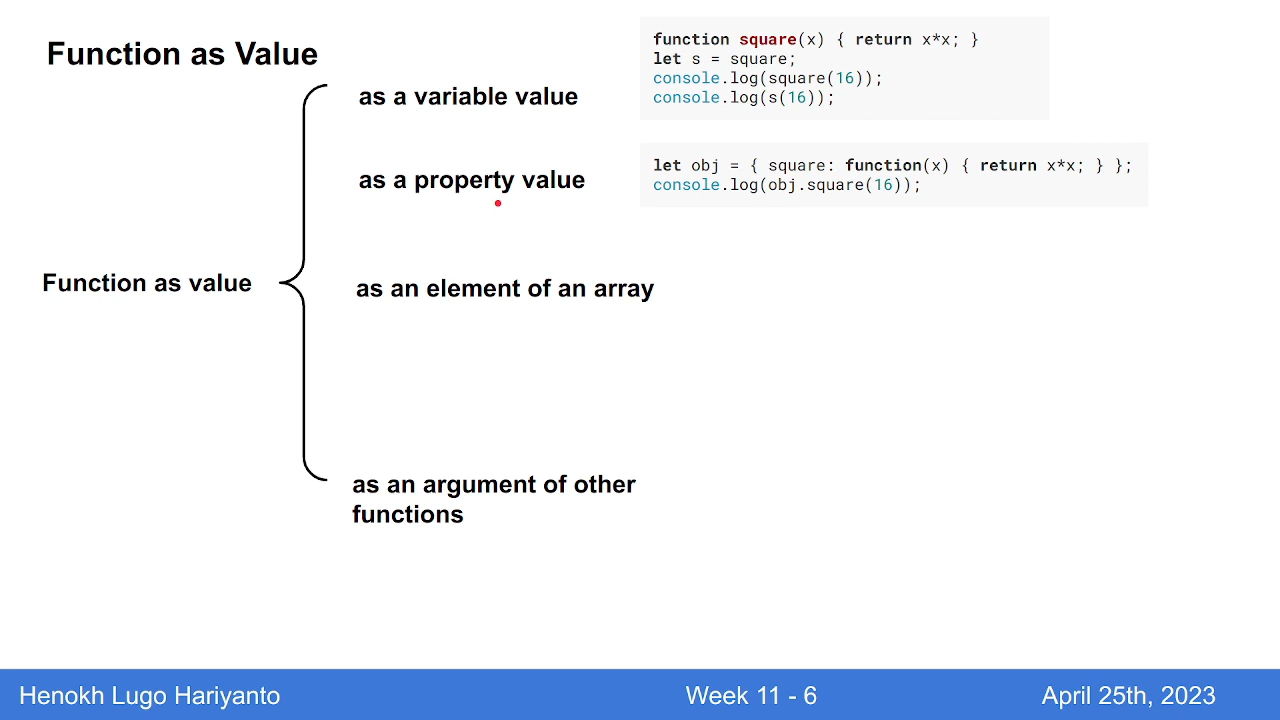 Function as Value
as a variable value
function square(x) { return x*x; }
let s = square;
console.log(square(16));
console.log(s(16));
as a property value
let obj = { square: function(x) { return x*x; } };
console.log(obj.square(16));
Function as value
as an element of an array
as an argument of other
functions
Henokh Lugo Hariyanto
Week 11 - 6
April 25th, 2023